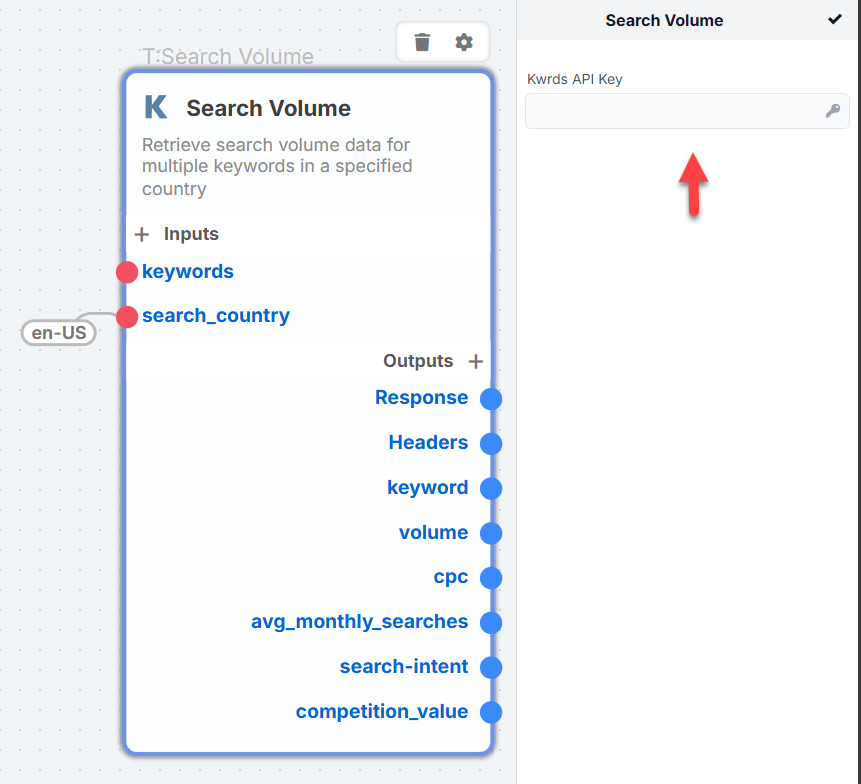 T:Search Volume
Search Volume
Retrieve search volume data for
multiple keywords in a specified
country
Inputs
keywords
search_country
en-US
Outputs
Response
Headers
keyword
volume
cpc
avg_monthly_searches
search-intent
competition_value
Search Volume
Kwrds API Key